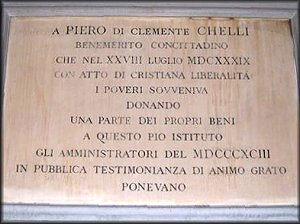 A PIERO DI CLEMENTE CHELLI
BENEMERITO CONCITTADINO
CHE NEL XXVIII LUGLIO MDCXXXIX
CON ATTO DI CRISTIANA LIBERALITÀ
I POVERI SOVVENIVA
DONANDO
UNA PARTE DEI PROPRI BENI
A QUESTO PIO ISTITUTO
GLI AMMINISTRATORI DEL MDCCCXCIII
IN PUBBLICA TESTIMONIANZA DI ANIMO GRATO
PONEVANO